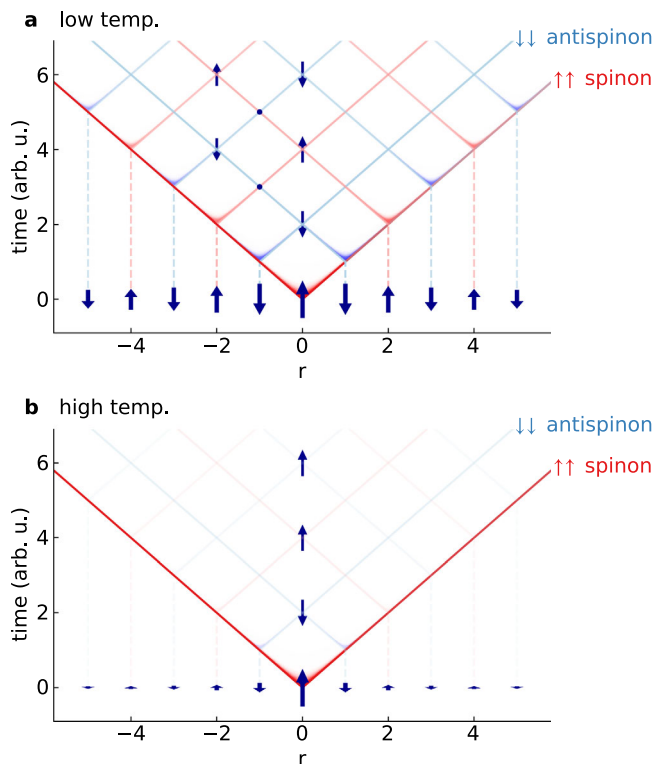 a low temp.
↓↓ antispinon
↑↑ spinon
6
4
2
0
time (arb. u.)
−4 −2 0 2 4
r
b high temp.
↓↓ antispinon
↑↑ spinon
6
4
2
0
time (arb. u.)
−4 −2 0 2 4
r